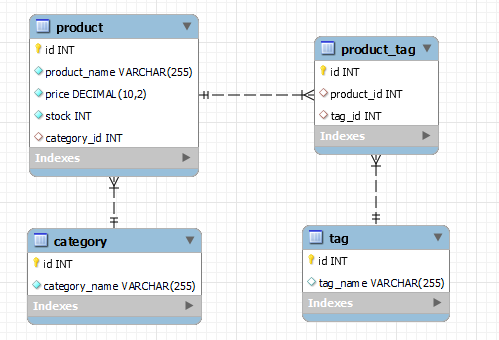 product
id INT
product_name VARCHAR(255)
price DECIMAL(10,2)
stock INT
category_id INT
Indexes
product_tag
id INT
product_id INT
tag_id INT
Indexes
category
id INT
category_name VARCHAR(255)
Indexes
tag
id INT
tag_name VARCHAR(255)
Indexes